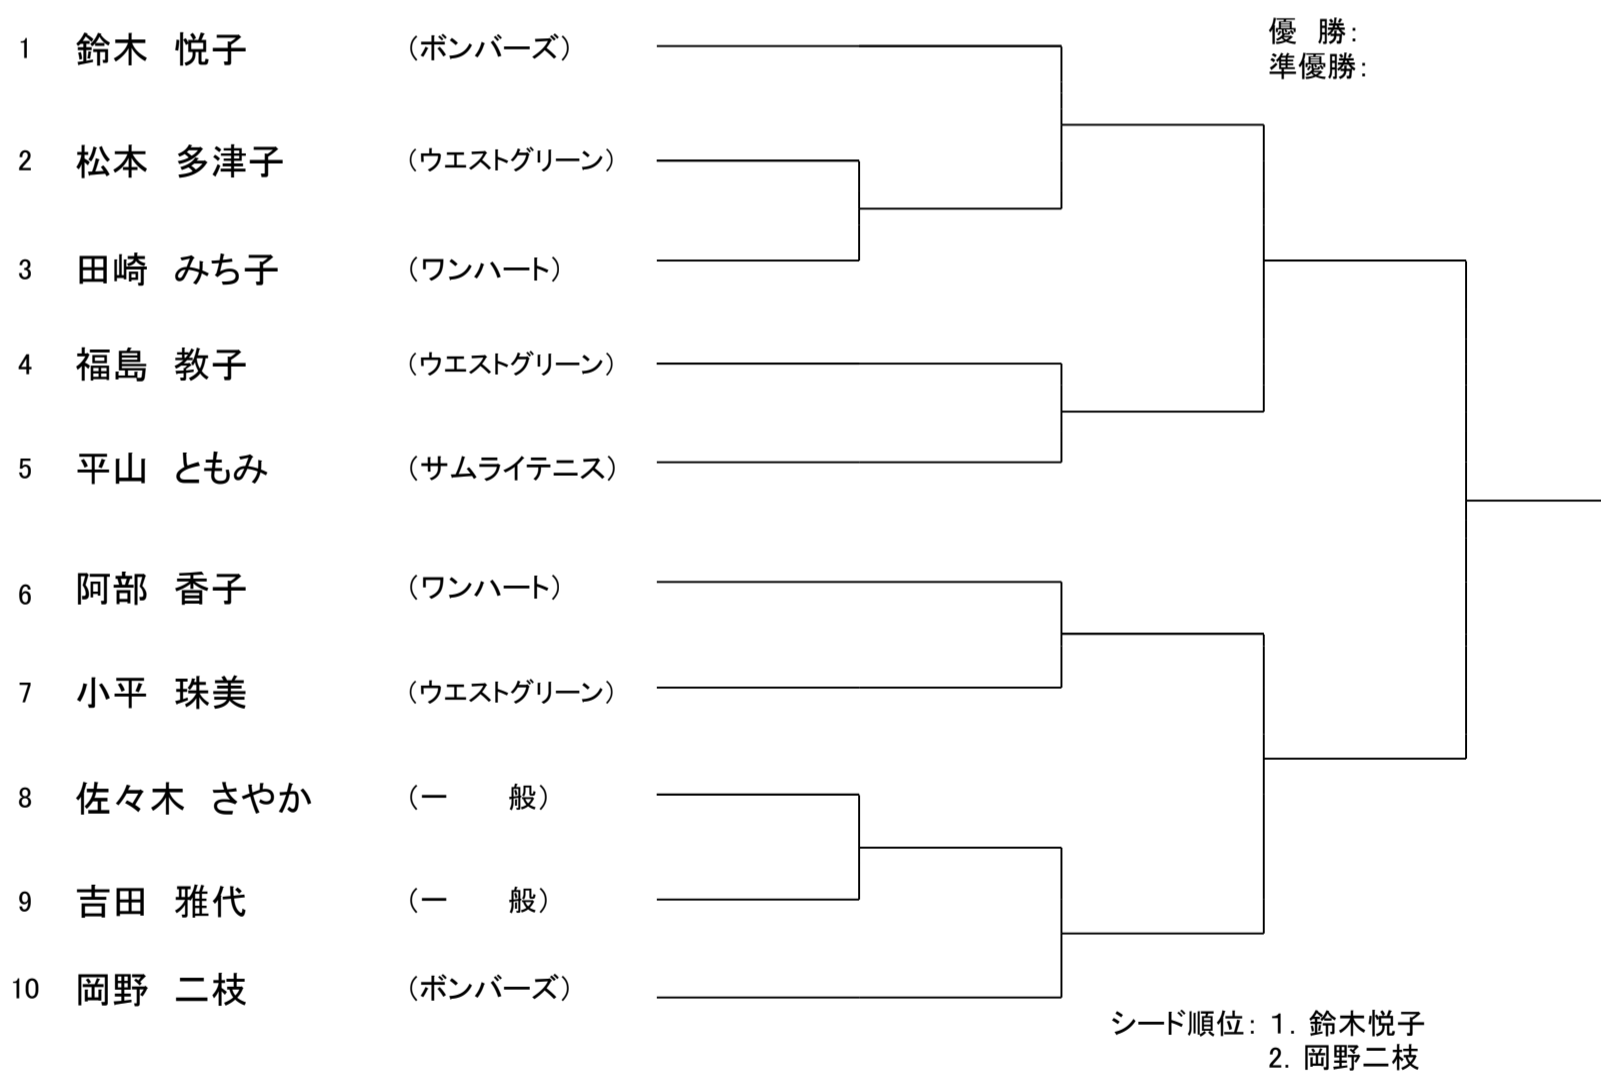 1 鈴木 悦子 （ボンバーズ）
優 勝：
準優勝：
2 松本 多津子 （ウエストグリーン）
3 田崎 みち子 （ワンハート）
4 福島 教子 （ウエストグリーン）
5 平山 ともみ （サムライテニス）
6 阿部 香子 （ワンハート）
7 小平 珠美 （ウエストグリーン）
8 佐々木 さやか （一 般）
9 吉田 雅代 （一 般）
10 岡野 二枝 （ボンバーズ）
シード順位：１．鈴木悦子
2．岡野二枝